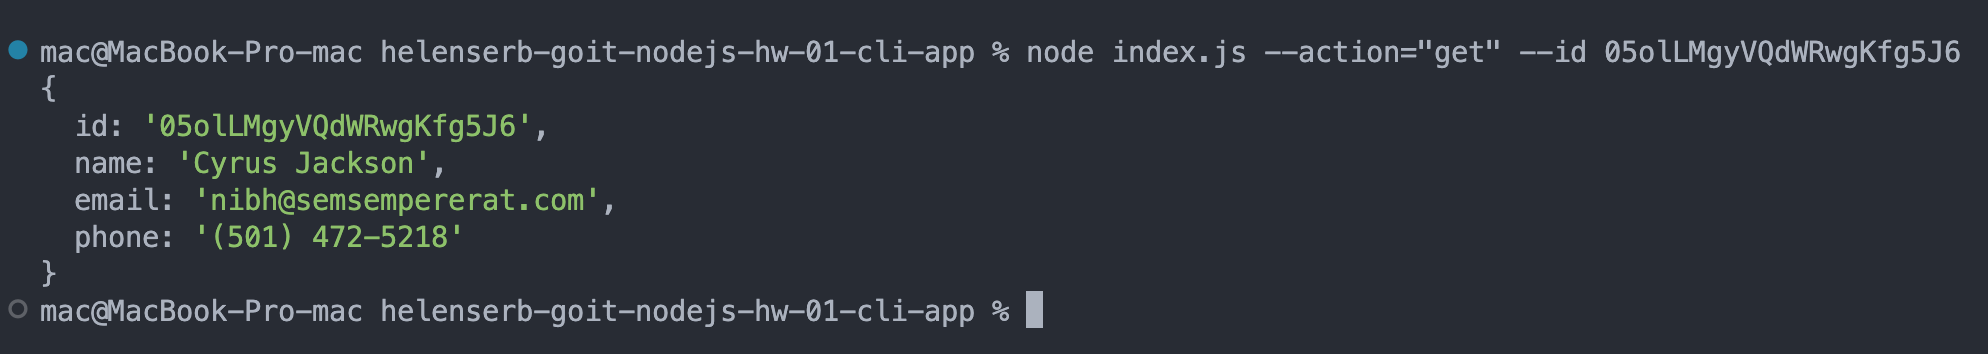 mac@MacBook-Pro-mac helenserb-goit-nodejs-hw-01-cli-app % node index.js --action="get" --id 05olLMgyVQdWRwgKfg5J6
{
  id: '05olLMgyVQdWRwgKfg5J6',
  name: 'Cyrus Jackson',
  email: 'nibh@semsempererat.com',
  phone: '(501) 472-5218'
}
mac@MacBook-Pro-mac helenserb-goit-nodejs-hw-01-cli-app %